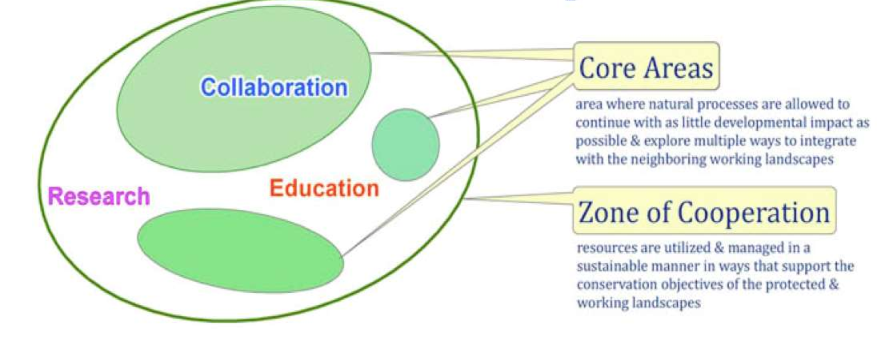 Collaboration
Education
Research
Core Areas
area where natural processes are allowed to
continue with as little developmental impact as
possible & explore multiple ways to integrate
with the neighboring working landscapes
Zone of Cooperation
resources are utilized & managed in a
sustainable manner in ways that support the
conservation objectives of the protected &
working landscapes